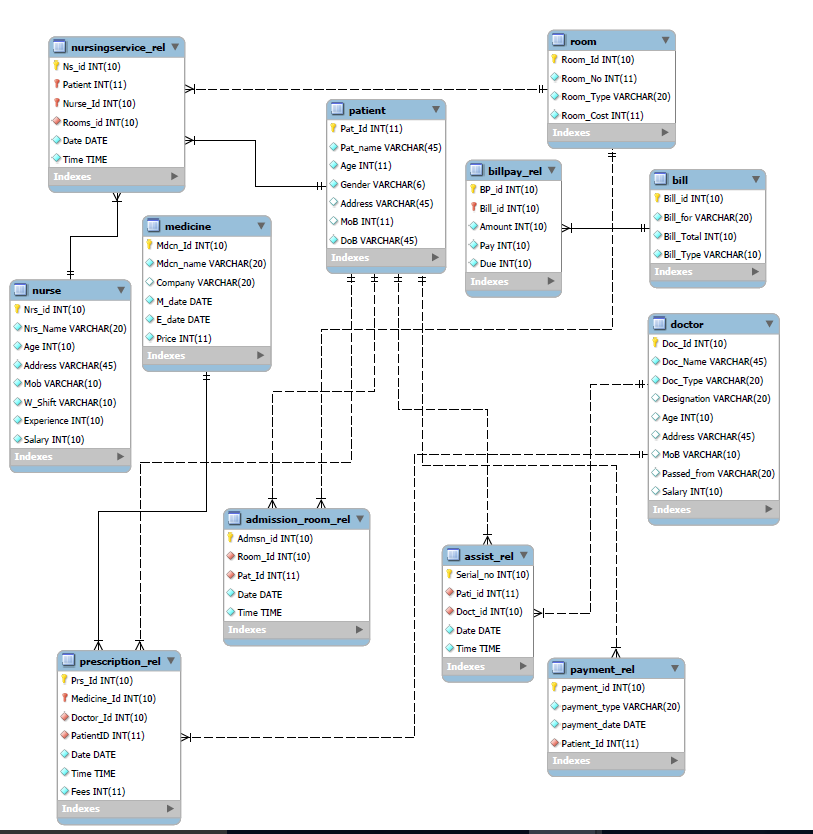 nursingservice_rel
Ns_id INT(10)
Patient INT(11)
Nurse_Id INT(10)
Rooms_id INT(10)
Date DATE
Time TIME
Indexes
room
Room_Id INT(10)
Room_No INT(11)
Room_Type VARCHAR(20)
Room_Cost INT(11)
Indexes
patient
Pat_Id INT(11)
Pat_name VARCHAR(45)
Age INT(11)
Gender VARCHAR(6)
Address VARCHAR(45)
MoB INT(11)
DoB VARCHAR(45)
Indexes
billpay_rel
BP_id INT(10)
Bill_id INT(10)
Amount INT(10)
Pay INT(10)
Due INT(10)
Indexes
bill
Bill_id INT(10)
Bill_for VARCHAR(20)
Bill_Total INT(10)
Bill_Type VARCHAR(10)
Indexes
medicine
Mdcn_Id INT(10)
Mdcn_name VARCHAR(20)
Company VARCHAR(20)
M_date DATE
E_date DATE
Price INT(11)
Indexes
nurse
Nrs_id INT(10)
Nrs_Name VARCHAR(20)
Age INT(10)
Address VARCHAR(45)
Mob VARCHAR(10)
W_Shift VARCHAR(10)
Experience INT(10)
Salary INT(10)
Indexes
doctor
Doc_Id INT(10)
Doc_Name VARCHAR(45)
Doc_Type VARCHAR(20)
Designation VARCHAR(20)
Age INT(10)
Address VARCHAR(45)
MoB VARCHAR(10)
Passed_from VARCHAR(20)
Salary INT(10)
Indexes
admission_room_rel
Admsn_id INT(10)
Room_Id INT(10)
Pat_Id INT(11)
Date DATE
Time TIME
Indexes
assist_rel
Serial_no INT(10)
Pati_id INT(11)
Doct_id INT(10)
Date DATE
Time TIME
Indexes
prescription_rel
Prs_Id INT(10)
Medicine_Id INT(10)
Doctor_Id INT(10)
PatientID INT(11)
Date DATE
Time TIME
Fees INT(11)
Indexes
payment_rel
payment_id INT(10)
payment_type VARCHAR(20)
payment_date DATE
Patient_Id INT(11)
Indexes